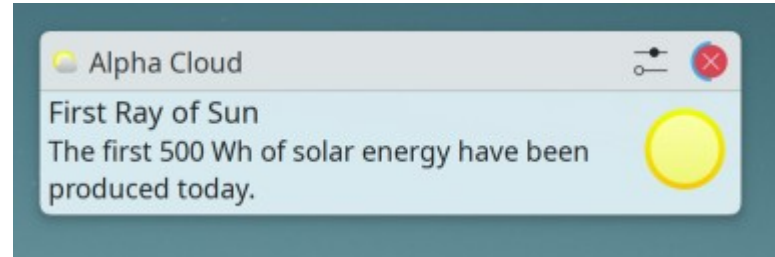 Alpha Cloud
First Ray of Sun
The first 500 Wh of solar energy have been
produced today.